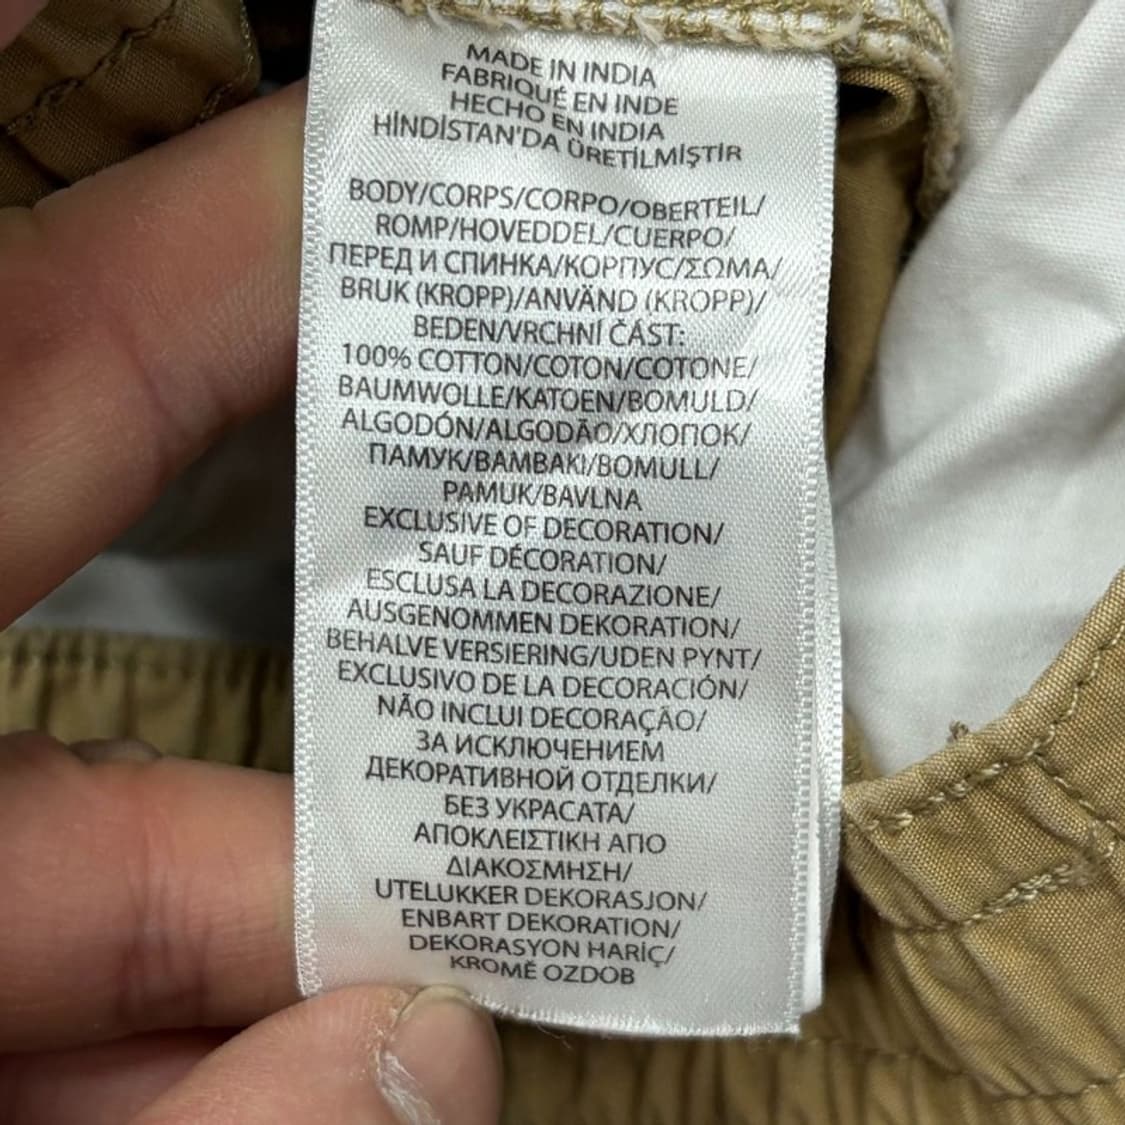 MADE IN INDIA
FABRIQUÉ EN INDE
HECHO EN INDIA
HİNDİSTAN'DA ÜRETİLMİŞTİR
BODY/CORPS/CORPO/OBERTEIL/
ROMP/HOVEDDEL/CUERPO/
ПЕРЕД И СПИНКА/КОРПУС/ΣΩΜΑ/
BRUK (KROPP)/ANVÄND (KROPP)/
BEDEN/VRCHNÍ ČÁST:
100% COTTON/COTON/COTONE/
BAUMWOLLE/KATOEN/BOMULD/
ALGODÓN/ALGODÃO/ХЛОПОК/
ПАМУК/BAMBAKI/BOMULL/
PAMUK/BAVLNA
EXCLUSIVE OF DECORATION/
SAUF DÉCORATION/
ESCLUSA LA DECORAZIONE/
AUSGENOMMEN DEKORATION/
BEHALVE VERSIERING/UDEN PYNT/
EXCLUSIVO DE LA DECORACIÓN/
NÃO INCLUI DECORAÇÃO/
ЗА ИСКЛЮЧЕНИЕМ
ДЕКОРАТИВНОЙ ОТДЕЛКИ/
БЕЗ УКРАСАТА/
ΑΠΟΚΛΕΙΣΤΙΚΗ ΑΠΟ
ΔΙΑΚΟΣΜΗΣΗ/
UTELUKKER DEKORASJON/
ENBART DEKORATION/
DEKORASYON HARİÇ/
KROMĚ OZDOB